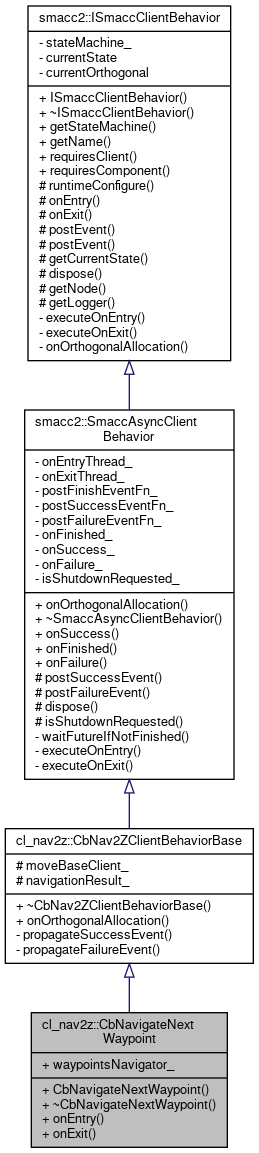 smacc2::ISmaccClientBehavior
- stateMachine_
- currentState
- currentOrthogonal
+ ISmaccClientBehavior()
+ ~ISmaccClientBehavior()
+ getStateMachine()
+ getName()
+ requiresClient()
+ requiresComponent()
# runtimeConfigure()
# onEntry()
# onExit()
# postEvent()
# postEvent()
# getCurrentState()
# dispose()
# getNode()
# getLogger()
- executeOnEntry()
- executeOnExit()
- onOrthogonalAllocation()
smacc2::SmaccAsyncClient
Behavior
- onEntryThread_
- onExitThread_
- postFinishEventFn_
- postSuccessEventFn_
- postFailureEventFn_
- onFinished_
- onSuccess_
- onFailure_
- isShutdownRequested_
+ onOrthogonalAllocation()
+ ~SmaccAsyncClientBehavior()
+ onSuccess()
+ onFinished()
+ onFailure()
# postSuccessEvent()
# postFailureEvent()
# dispose()
# isShutdownRequested()
- waitFutureIfNotFinished()
- executeOnEntry()
- executeOnExit()
cl_nav2z::CbNav2ZClientBehaviorBase
# moveBaseClient_
# navigationResult_
+ ~CbNav2ZClientBehaviorBase()
+ onOrthogonalAllocation()
- propagateSuccessEvent()
- propagateFailureEvent()
cl_nav2z::CbNavigateNext
Waypoint
+ waypointsNavigator_
+ CbNavigateNextWaypoint()
+ ~CbNavigateNextWaypoint()
+ onEntry()
+ onExit()